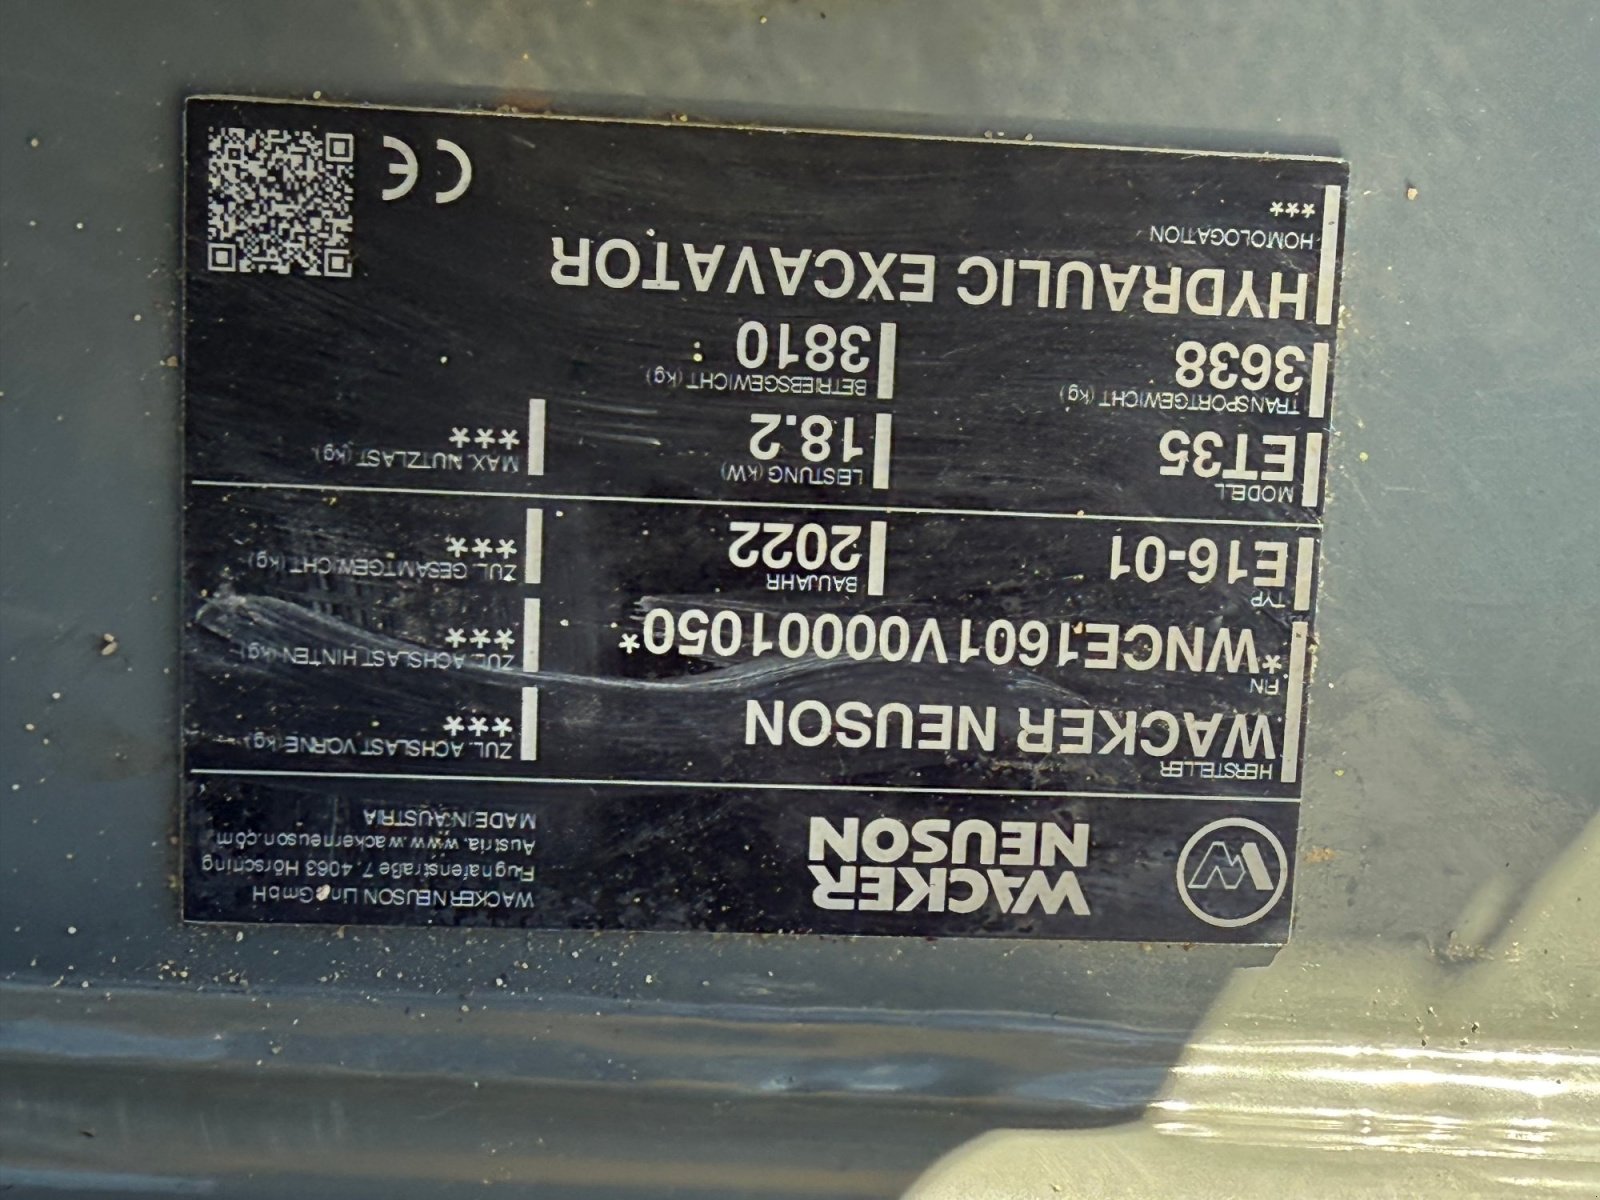 WACKER
NEUSON
WACKER NEUSON Linz GmbH
Flughafenstraße 7, 4063 Hörsching
Austria, www.wackerneuson.com
MADE IN AUSTRIA
HERSTELLER
WACKER NEUSON
ZUL. ACHSLAST VORNE (kg)
***
FIN
*WNCE1601V00001050*
ZUL. ACHSLAST HINTEN (kg)
***
TYP
E16-01
BAUJAHR
2022
ZUL. GESAMTGEWICHT (kg)
***
MODELL
ET35
LEISTUNG (kW)
18.2
MAX. NUTZLAST (kg)
***
TRANSPORTGEWICHT (kg)
3638
BETRIEBSGEWICHT (kg)
3810
HYDRAULIC EXCAVATOR
HOMOLOGATION
***
CE